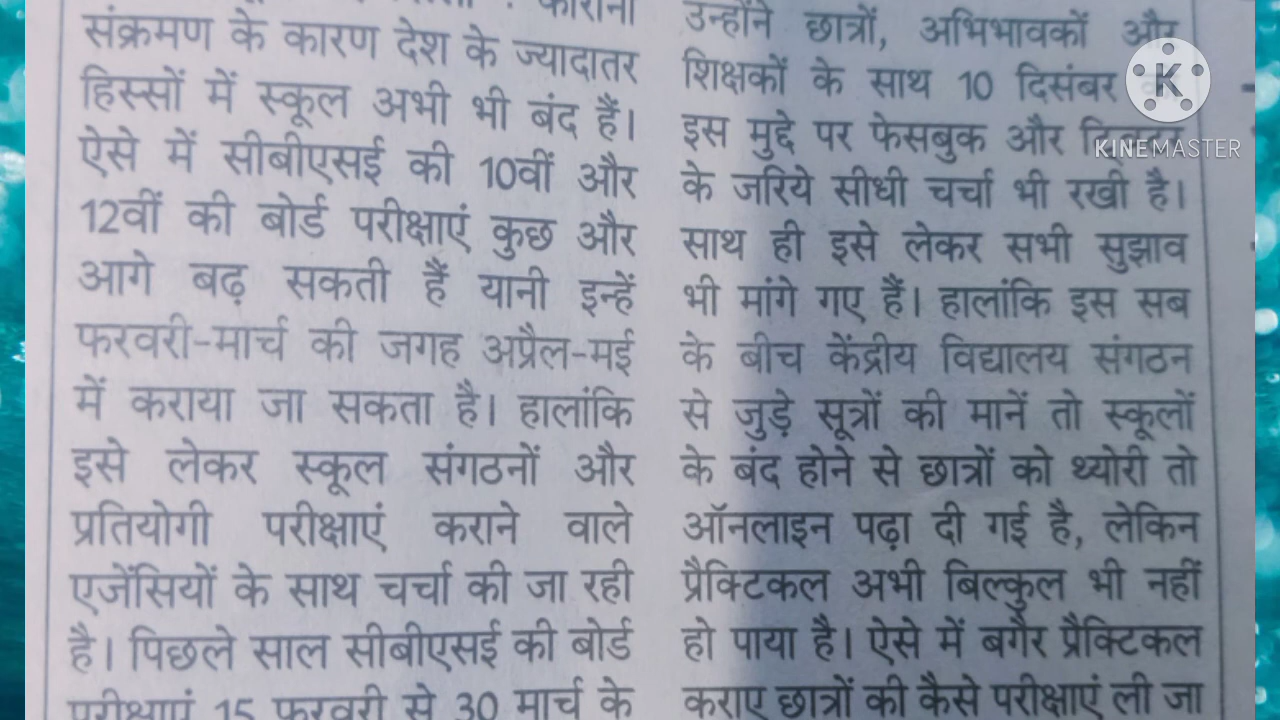 कोरोना
संक्रमण के कारण देश के ज्यादातर
हिस्सों में स्कूल अभी भी बंद हैं।
ऐसे में सीबीएसई की 10वीं और
12वीं की बोर्ड परीक्षाएं कुछ और
आगे बढ़ सकती हैं यानी इन्हें
फरवरी-मार्च की जगह अप्रैल-मई
में कराया जा सकता है। हालांकि
इसे लेकर स्कूल संगठनों और
प्रतियोगी परीक्षाएं कराने वाले
एजेंसियों के साथ चर्चा की जा रही
है। पिछले साल सीबीएसई की बोर्ड
परीक्षाएं 15 फरवरी से 30 मार्च के
उन्होंने छात्रों, अभिभावकों और
शिक्षकों के साथ 10 दिसंबर
इस मुद्दे पर फेसबुक और
के जरिये सीधी चर्चा भी रखी है।
साथ ही इसे लेकर सभी सुझाव
भी मांगे गए हैं। हालांकि इस सब
के बीच केंद्रीय विद्यालय संगठन
से जुड़े सूत्रों की मानें तो स्कूलों
के बंद होने से छात्रों को थ्योरी तो
ऑनलाइन पढ़ा दी गई है, लेकिन
प्रैक्टिकल अभी बिल्कुल भी नहीं
हो पाया है। ऐसे में बगैर प्रैक्टिकल
कराए छात्रों की कैसे परीक्षाएं ली जा
K
KINEMASTER